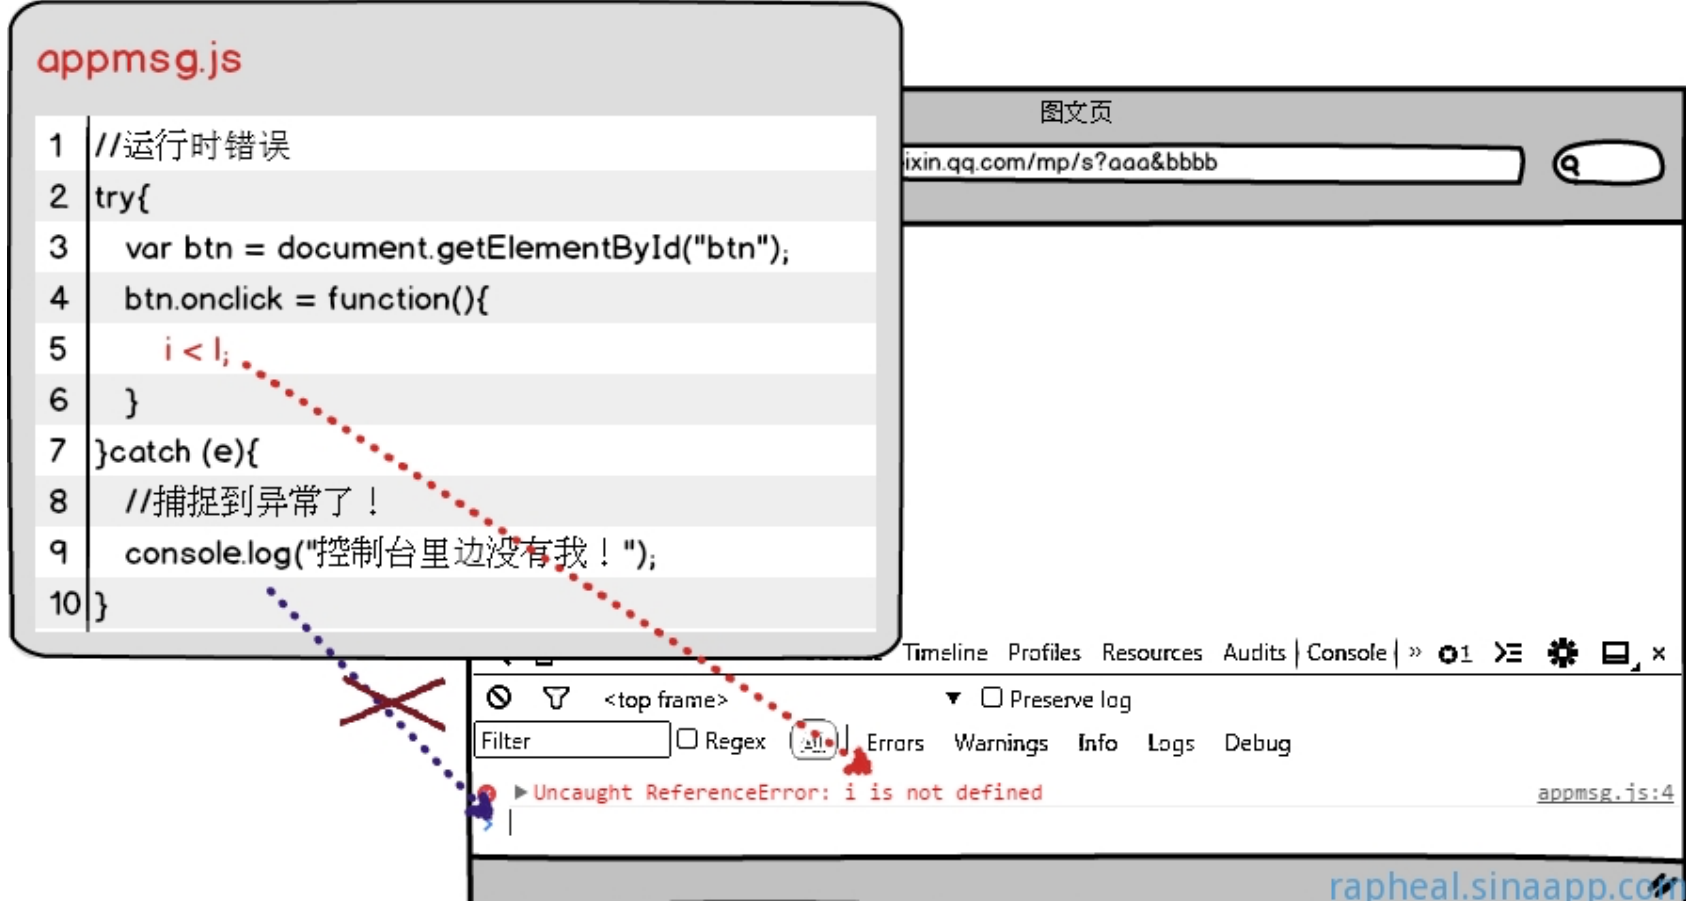 appmsg.js
1 //运行时错误
2 try{
3 var btn = document.getElementById("btn");
4 btn.onclick = function(){
5 i < l;
6 }
7 }catch (e){
8 //捕捉到异常了！
9 console.log("控制台里边没有我！");
10 }
图文页
ixin.qq.com/mp/s?aaa&bbbb
Timeline Profiles Resources Audits Console » 1
<top frame> ▼ Preserve log
Filter Regex All Errors Warnings Info Logs Debug
Uncaught ReferenceError: i is not defined appmsg.js:4
rapheal.sinaapp.com